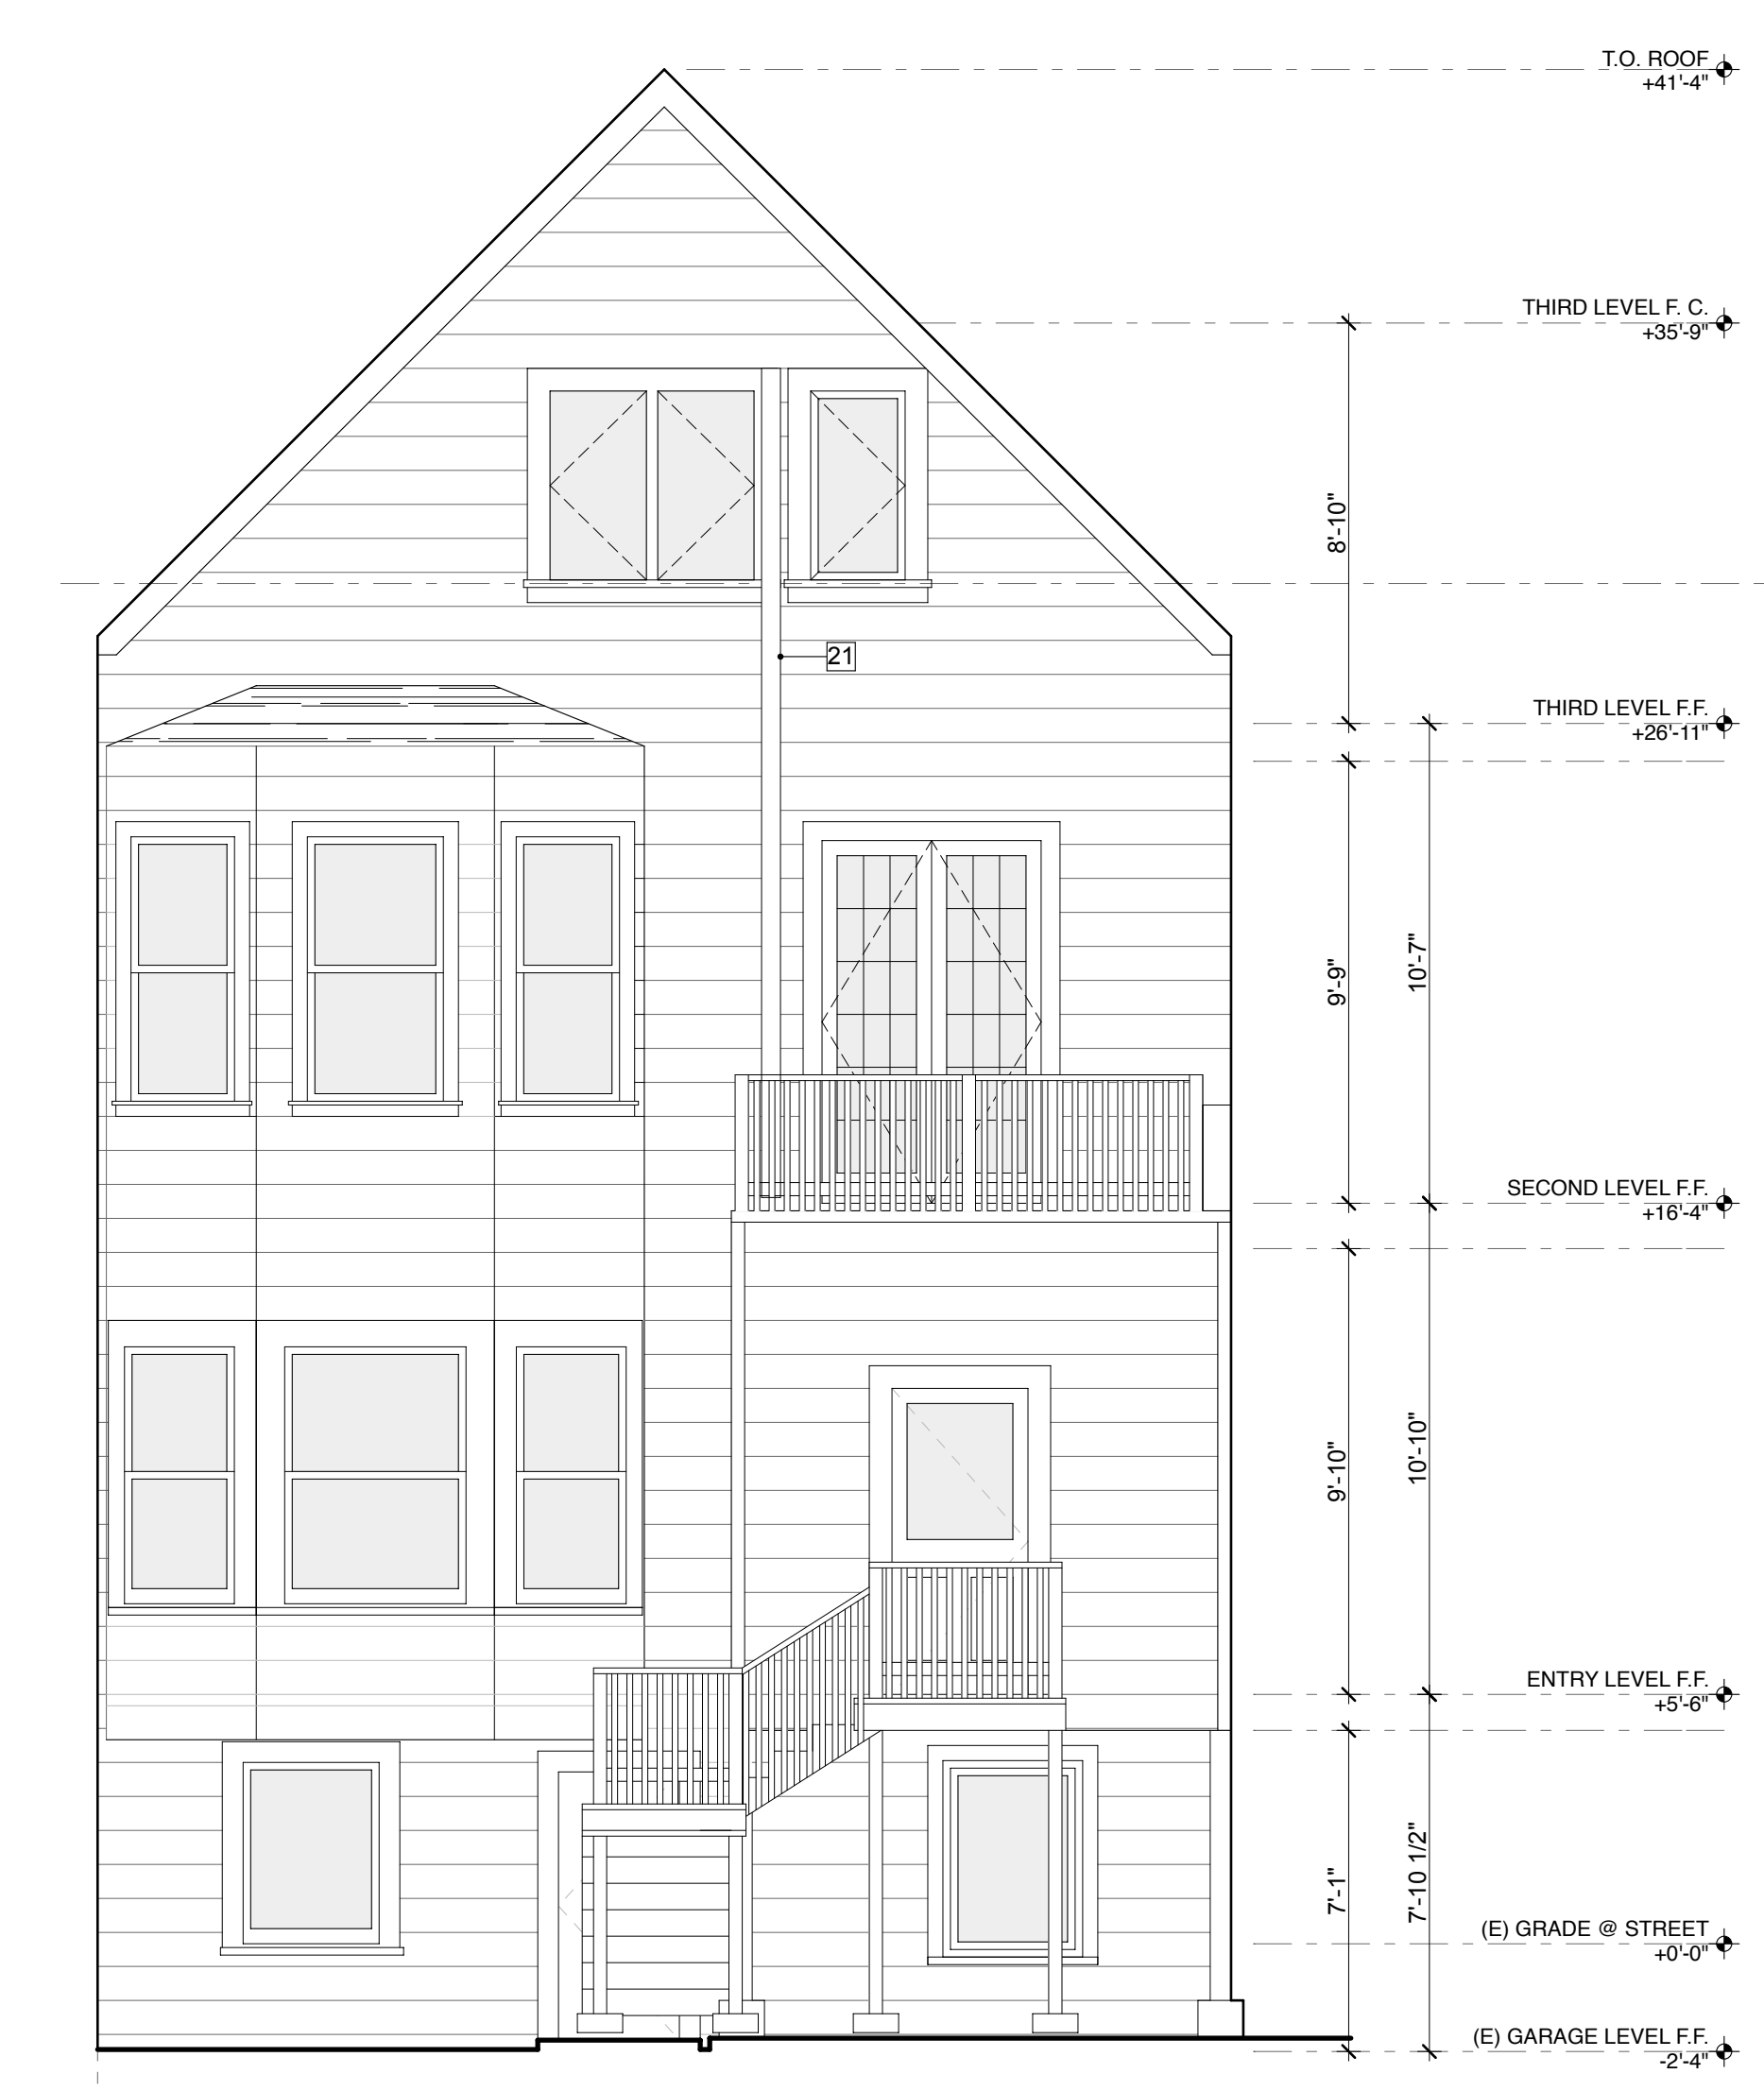 T.O. ROOF
+41'-4"
THIRD LEVEL F. C.
+35'-9"
8'-10"
21
THIRD LEVEL F.F.
+26'-11"
9'-9"
10'-7"
SECOND LEVEL F.F.
+16'-4"
9'-10"
10'-10"
ENTRY LEVEL F.F.
+5'-6"
7'-1"
7'-10 1/2"
(E) GRADE @ STREET
+0'-0"
(E) GARAGE LEVEL F.F.
-2'-4"